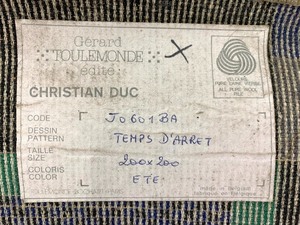 Gérard
TOULEMONDE
édite:
CHRISTIAN DUC
CODE J0601BA
DESSIN
PATTERN TEMPS D'ARRET
TAILLE
SIZE 200x200
COLORIS
COLOR ETE
PURE LAINE VIERGE
ALL PURE WOOL
PILE